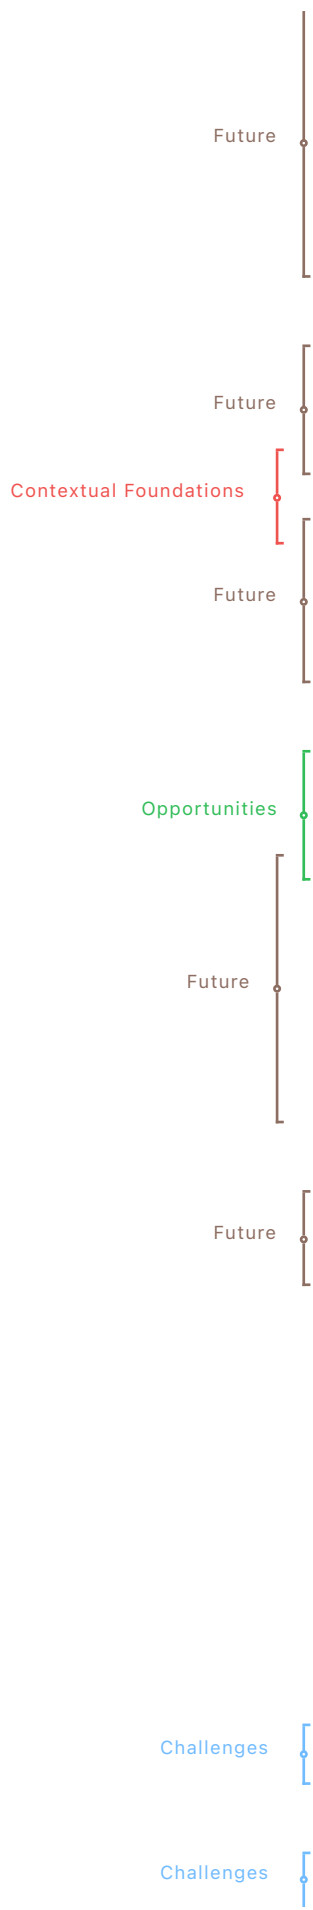 Future
Future
Contextual Foundations
Future
Opportunities
Future
Future
Challenges
Challenges